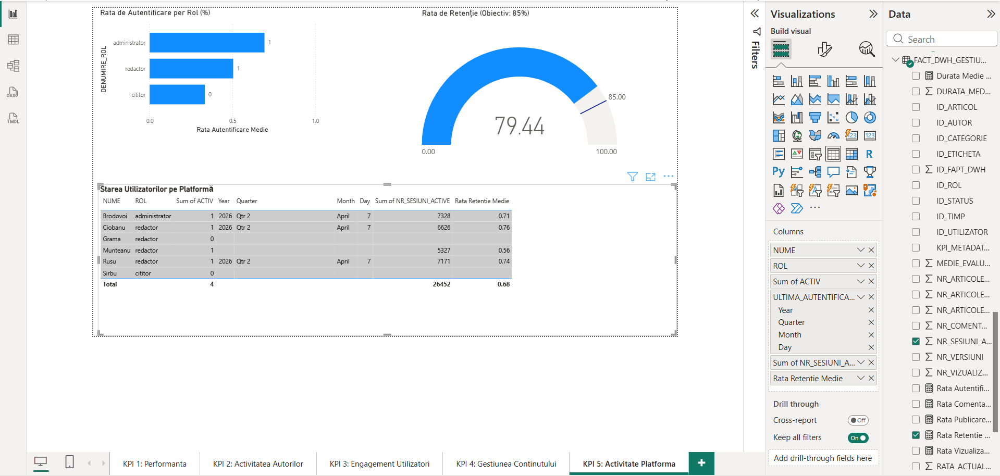 Rata de Autentificare per Rol (%)
DENUMIRE_ROL
administrator 1
redactor 1
cititor 0
0.0 0.5 1.0
Rata Autentificare Medie
Rata de Retenție (Obiectiv: 85%)
85.00
79.44
0.00 100.00
Starea Utilizatorilor pe Platformă
NUME ROL Sum of ACTIV Year Quarter Month Day Sum of NR_SESIUNI_ACTIVE Rata Retentie Medie
Brodovoi administrator 1 2026 Qtr 2 April 7 7328 0.71
Ciobanu redactor 1 2026 Qtr 2 April 7 6626 0.76
Grama redactor 0
Munteanu redactor 1 5327 0.56
Rusu redactor 1 2026 Qtr 2 April 7 7171 0.74
Sirbu cititor 0
Total 4 26452 0.68
DAX
TMDL
KPI 1: Performanta
KPI 2: Activitatea Autorilor
KPI 3: Engagement Utilizatori
KPI 4: Gestiunea Continutului
KPI 5: Activitate Platforma
+
Filters
Visualizations
Build visual
123
123
R
Py
...
Columns
NUME
ROL
Sum of ACTIV
ULTIMA_AUTENTIFICA...
Year
Quarter
Month
Day
Sum of NR_SESIUNI_A...
Rata Retentie Medie
Drill through
Cross-report Off
Keep all filters On
Add drill-through fields here
Data
Search
FACT_DWH_GESTIU...
Durata Medie ...
DURATA_MED...
ID_ARTICOL
ID_AUTOR
ID_CATEGORIE
ID_ETICHETA
ID_FAPT_DWH
ID_ROL
ID_STATUS
ID_TIMP
ID_UTILIZATOR
KPI_METADAT...
MEDIE_EVALU...
NR_ARTICOLE...
NR_ARTICOLE...
NR_ARTICOLE...
NR_COMENT...
NR_SESIUNI_A...
NR_VERSIUNI
NR_VIZUALIZ...
Rata Autentifi...
Rata Comenta...
Rata Publicare...
Rata Retentie ...
Rata Vizualiza...
RATA_ACTUAL...